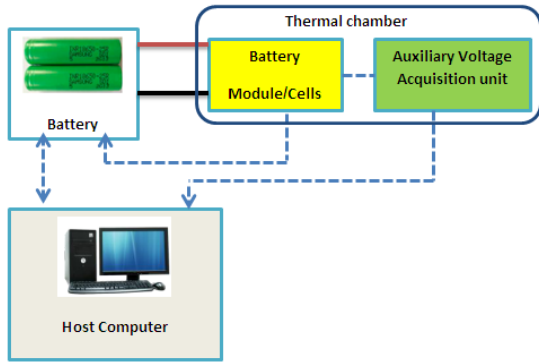 Thermal chamber
Battery
Module/Cells
Auxiliary Voltage
Acquisition unit
Battery
Host Computer